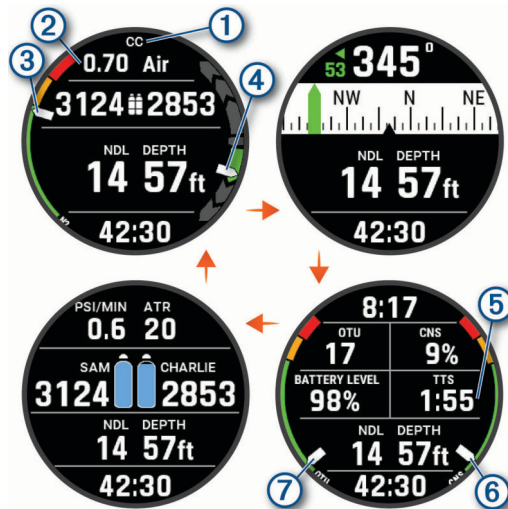 ① CC
② 0.70 Air
③ 3124 2853 ④
NDL DEPTH
14 57ft
N2
42:30
53 345°
NW N NE
NDL DEPTH
14 57ft
42:30
PSI/MIN ATR
0.6 20
SAM CHARLIE
3124 2853
NDL DEPTH
14 57ft
42:30
8:17
OTU CNS ⑤
17 9%
BATTERY LEVEL TTS
98% 1:55
NDL DEPTH
14 57ft
⑦ OTU CNS ⑥
42:30